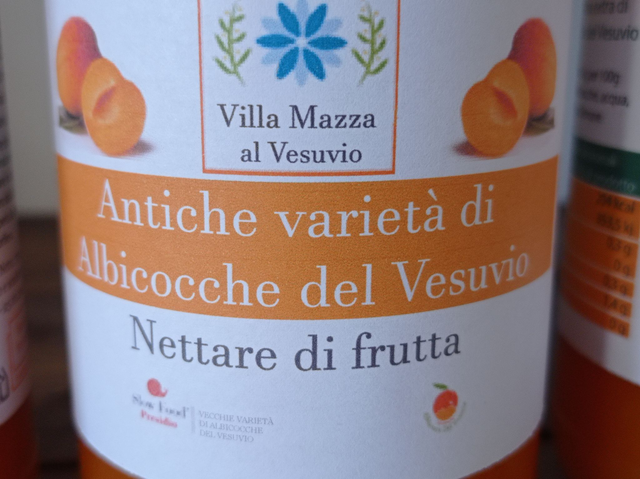 Villa Mazza
al Vesuvio
Antiche varietà di
Albicocche del Vesuvio
Nettare di frutta
Slow Food
Presidio
VECCHIE VARIETÀ
DI ALBICOCCHE
DEL VESUVIO